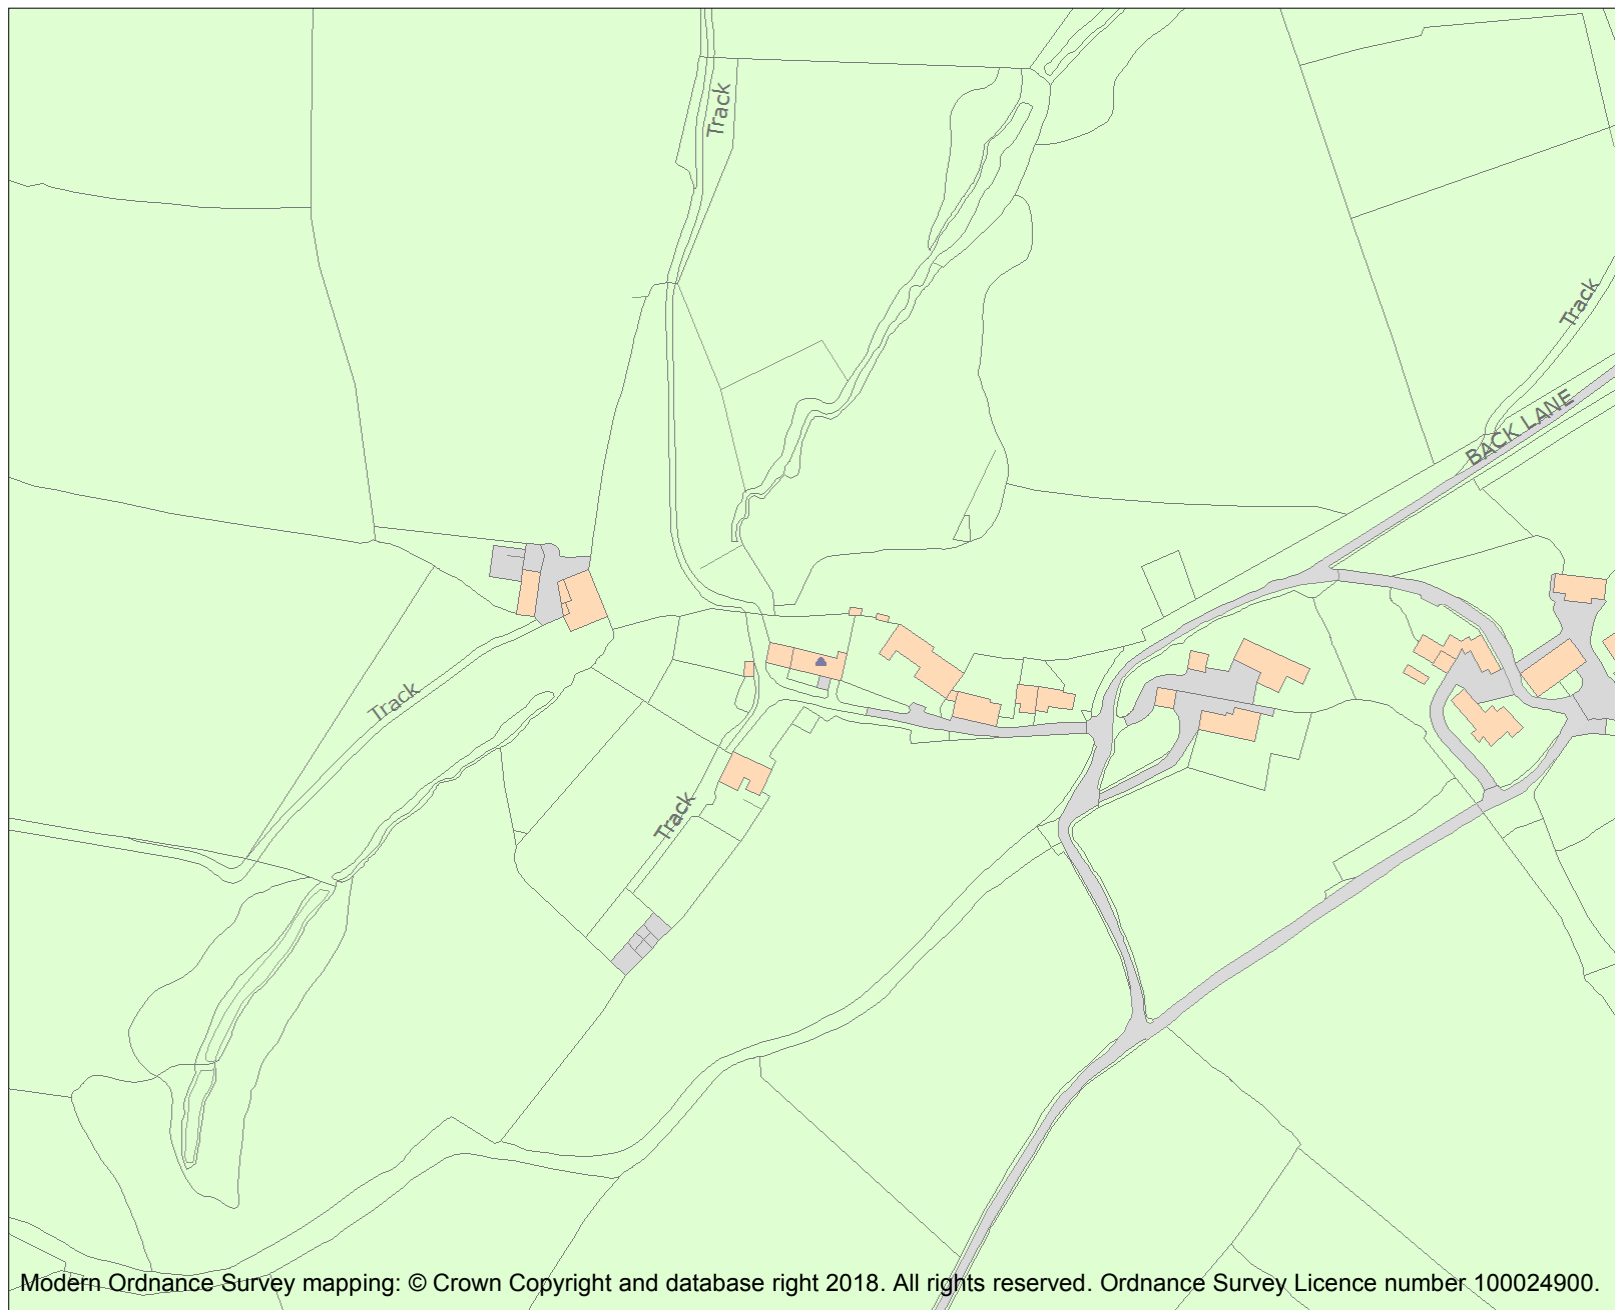 Track
Track
BACK LANE
Track
Track
Modern Ordnance Survey mapping: © Crown Copyright and database right 2018. All rights reserved. Ordnance Survey Licence number 100024900.